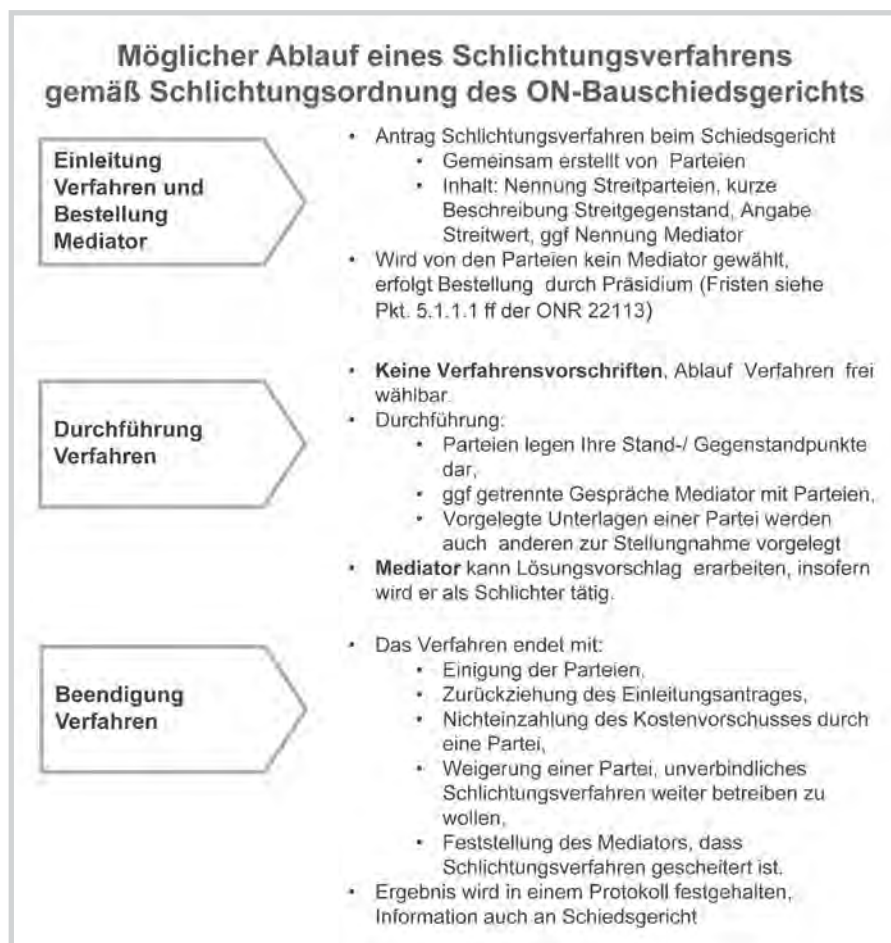 Möglicher Ablauf eines Schlichtungsverfahrens
gemäß Schlichtungsordnung des ON-Bauschiedsgerichts
Einleitung
Verfahren und
Bestellung
Mediator
• Antrag Schlichtungsverfahren beim Schiedsgericht
• Gemeinsam erstellt von Parteien
• Inhalt: Nennung Streitparteien, kurze
Beschreibung Streitgegenstand, Angabe
Streitwert, ggf Nennung Mediator
• Wird von den Parteien kein Mediator gewählt,
erfolgt Bestellung durch Präsidium (Fristen siehe
Pkt. 5.1.1.1 ff der ONR 22113)
Durchführung
Verfahren
• Keine Verfahrensvorschriften, Ablauf Verfahren frei
wählbar.
• Durchführung:
• Parteien legen Ihre Stand-/ Gegenstandpunkte
dar,
• ggf getrennte Gespräche Mediator mit Parteien,
• Vorgelegte Unterlagen einer Partei werden
auch anderen zur Stellungnahme vorgelegt
• Mediator kann Lösungsvorschlag erarbeiten, insofern
wird er als Schlichter tätig.
Beendigung
Verfahren
• Das Verfahren endet mit:
• Einigung der Parteien,
• Zurückziehung des Einleitungsantrages,
• Nichteinzahlung des Kostenvorschusses durch
eine Partei,
• Weigerung einer Partei, unverbindliches
Schlichtungsverfahren weiter betreiben zu
wollen,
• Feststellung des Mediators, dass
Schlichtungsverfahren gescheitert ist.
• Ergebnis wird in einem Protokoll festgehalten,
Information auch an Schiedsgericht